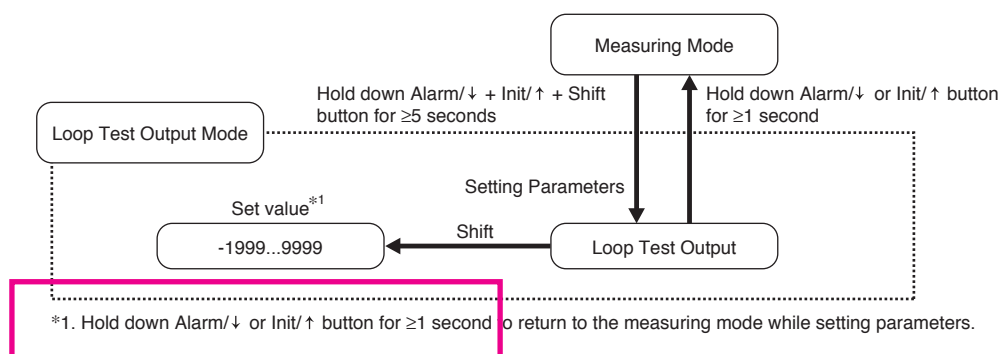 Measuring Mode
Hold down Alarm/↓ + Init/↑ + Shift
button for ≥5 seconds
Hold down Alarm/↓ or Init/↑ button
for ≥1 second
Loop Test Output Mode
Setting Parameters
Set value*1
-1999...9999
Shift
Loop Test Output
*1. Hold down Alarm/↓ or Init/↑ button for ≥1 second to return to the measuring mode while setting parameters.